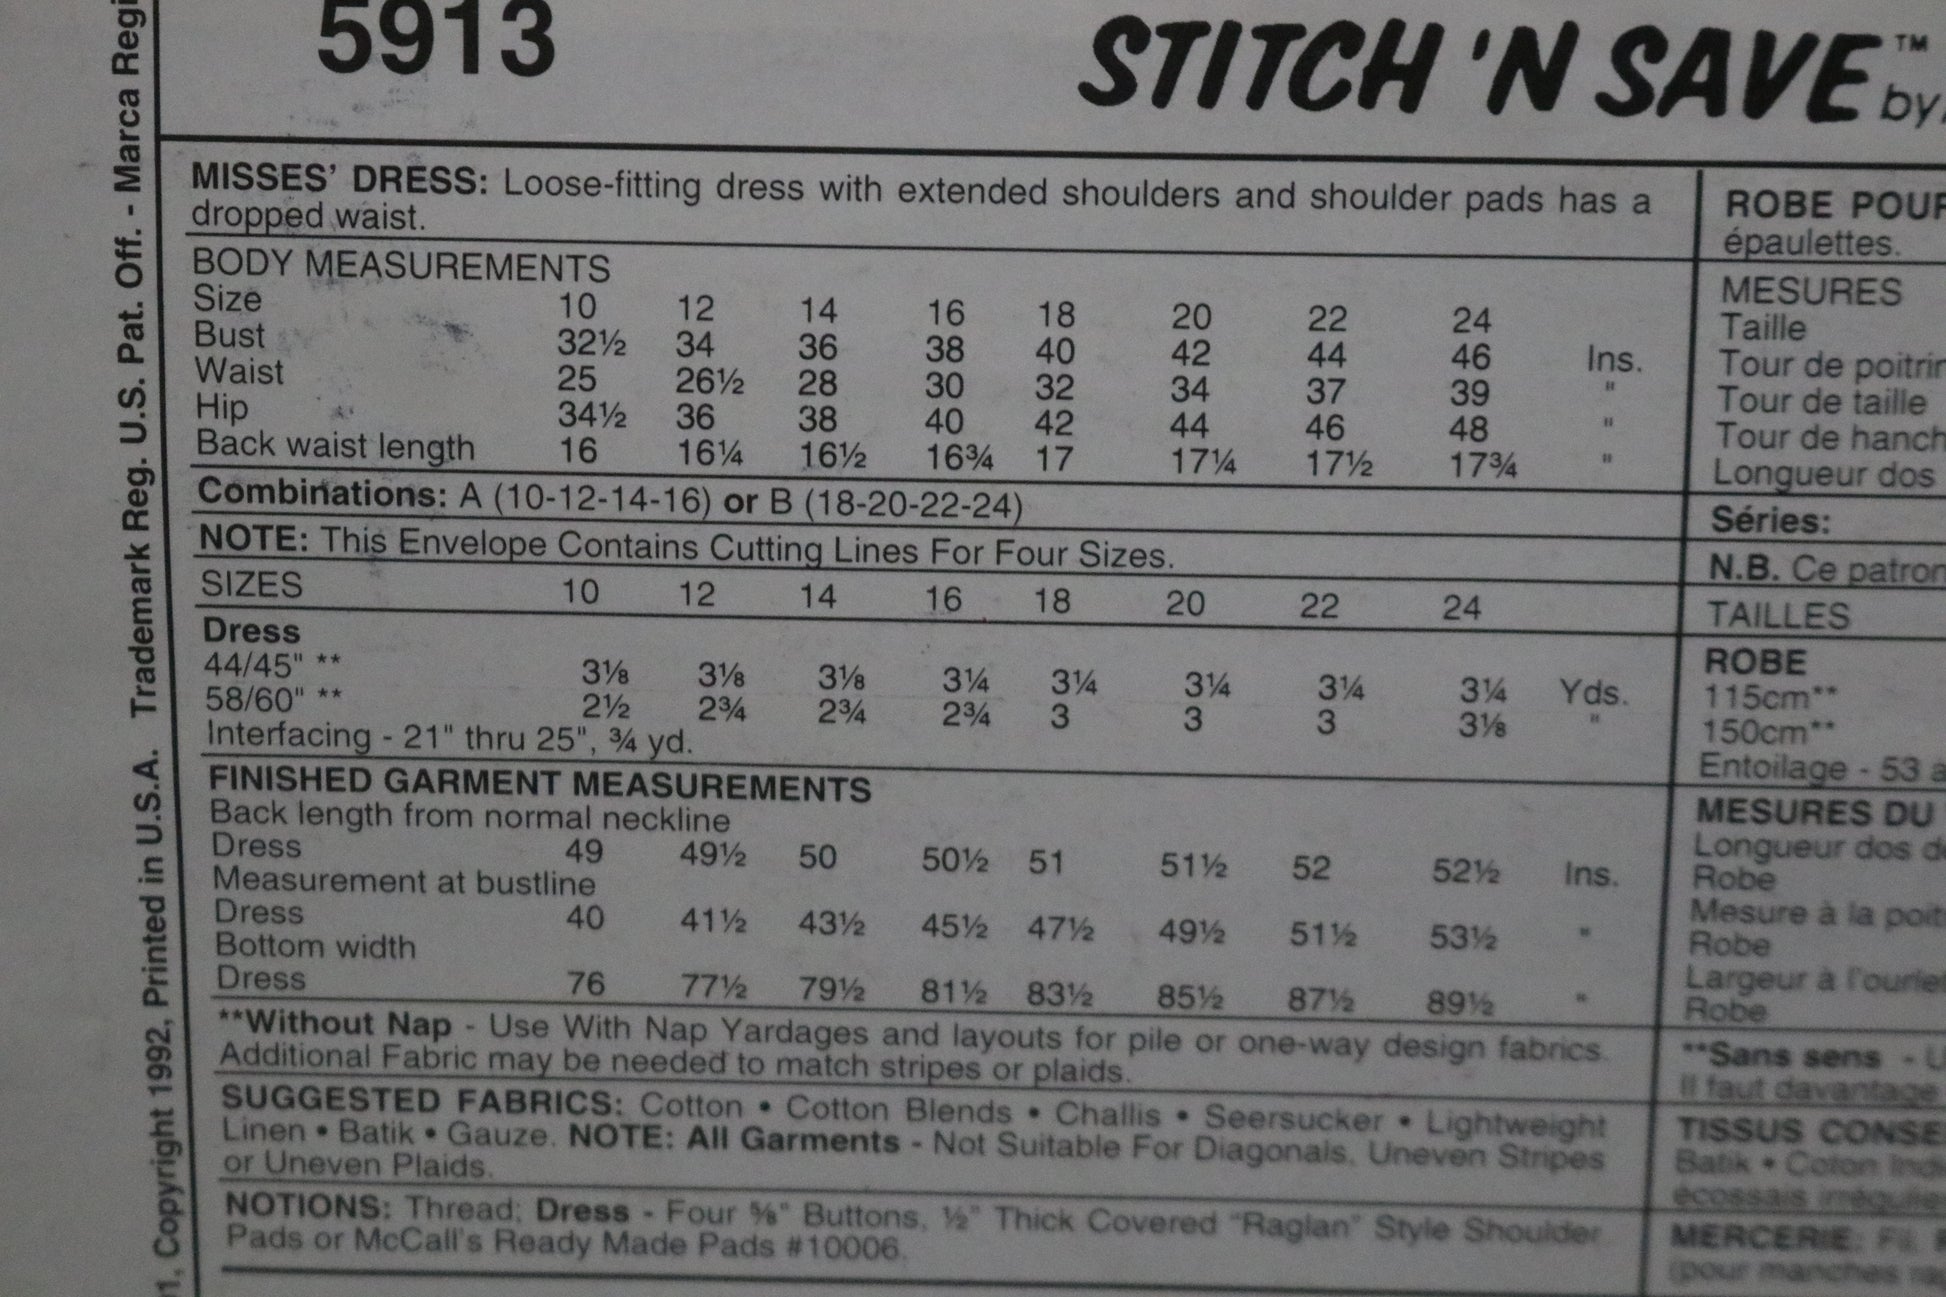 5913
STITCH 'N SAVE™
by
MISSES' DRESS: Loose-fitting dress with extended shoulders and shoulder pads has a
dropped waist.
BODY MEASUREMENTS
Size 10 12 14 16 18 20 22 24
Bust 32½ 34 36 38 40 42 44 46 Ins.
Waist 25 26½ 28 30 32 34 37 39 "
Hip 34½ 36 38 40 42 44 46 48 "
Back waist length 16 16¼ 16½ 16¾ 17 17¼ 17½ 17¾ "
Combinations: A (10-12-14-16) or B (18-20-22-24)
NOTE: This Envelope Contains Cutting Lines For Four Sizes.
SIZES 10 12 14 16 18 20 22 24
Dress
44/45" ** 3⅛ 3⅛ 3⅛ 3¼ 3¼ 3¼ 3¼ 3¼ Yds.
58/60" ** 2½ 2¾ 2¾ 2¾ 3 3 3 3⅛ "
Interfacing - 21" thru 25", ¾ yd.
FINISHED GARMENT MEASUREMENTS
Back length from normal neckline
Dress 49 49½ 50 50½ 51 51½ 52 52½ Ins.
Measurement at bustline
Dress 40 41½ 43½ 45½ 47½ 49½ 51½ 53½ "
Bottom width
Dress 76 77½ 79½ 81½ 83½ 85½ 87½ 89½ "
**Without Nap - Use With Nap Yardages and layouts for pile or one-way design fabrics.
Additional Fabric may be needed to match stripes or plaids.
SUGGESTED FABRICS: Cotton • Cotton Blends • Challis • Seersucker • Lightweight
Linen • Batik • Gauze. NOTE: All Garments - Not Suitable For Diagonals, Uneven Stripes
or Uneven Plaids.
NOTIONS: Thread; Dress - Four ⅝" Buttons, ½" Thick Covered "Raglan" Style Shoulder
Pads or McCall's Ready Made Pads #10006.
ROBE POUR
épaulettes.
MESURES
Taille
Tour de poitrin
Tour de taille
Tour de hanch
Longueur dos
Séries:
N.B. Ce patron
TAILLES
ROBE
115cm**
150cm**
Entoilage - 53 a
MESURES DU
Longueur dos de
Robe
Mesure à la poit
Robe
Largeur à l'ourlet
Robe
**Sans sens - U
Il faut davantage
TISSUS CONSE
Batik • Coton Indi
écossais irrégulie
MERCERIE: Fil.
(pour manches rag
1, Copyright 1992, Printed in U.S.A. Trademark Reg. U.S. Pat. Off. - Marca Regi